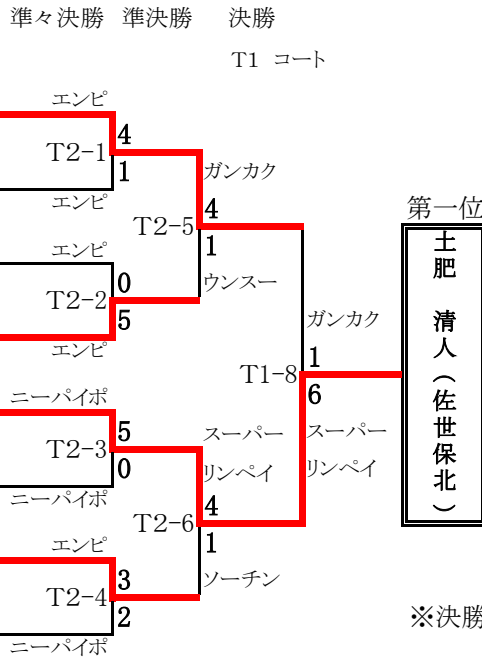 準々決勝 準決勝 決勝
T1 コート
エンピ
4
T2-1
1
ガンカク
エンピ
4
第一位
T2-5
1
土肥 清人(佐世保北)
エンピ
0
ウンスー
T2-2
5
ガンカク
エンピ
1
T1-8
6
ニーパイポ
5
スーパー スーパー
T2-3
0
リンペイ リンペイ
ニーパイポ
4
T2-6
1
エンピ
3
ソーチン
T2-4
2
※決勝
ニーパイポ